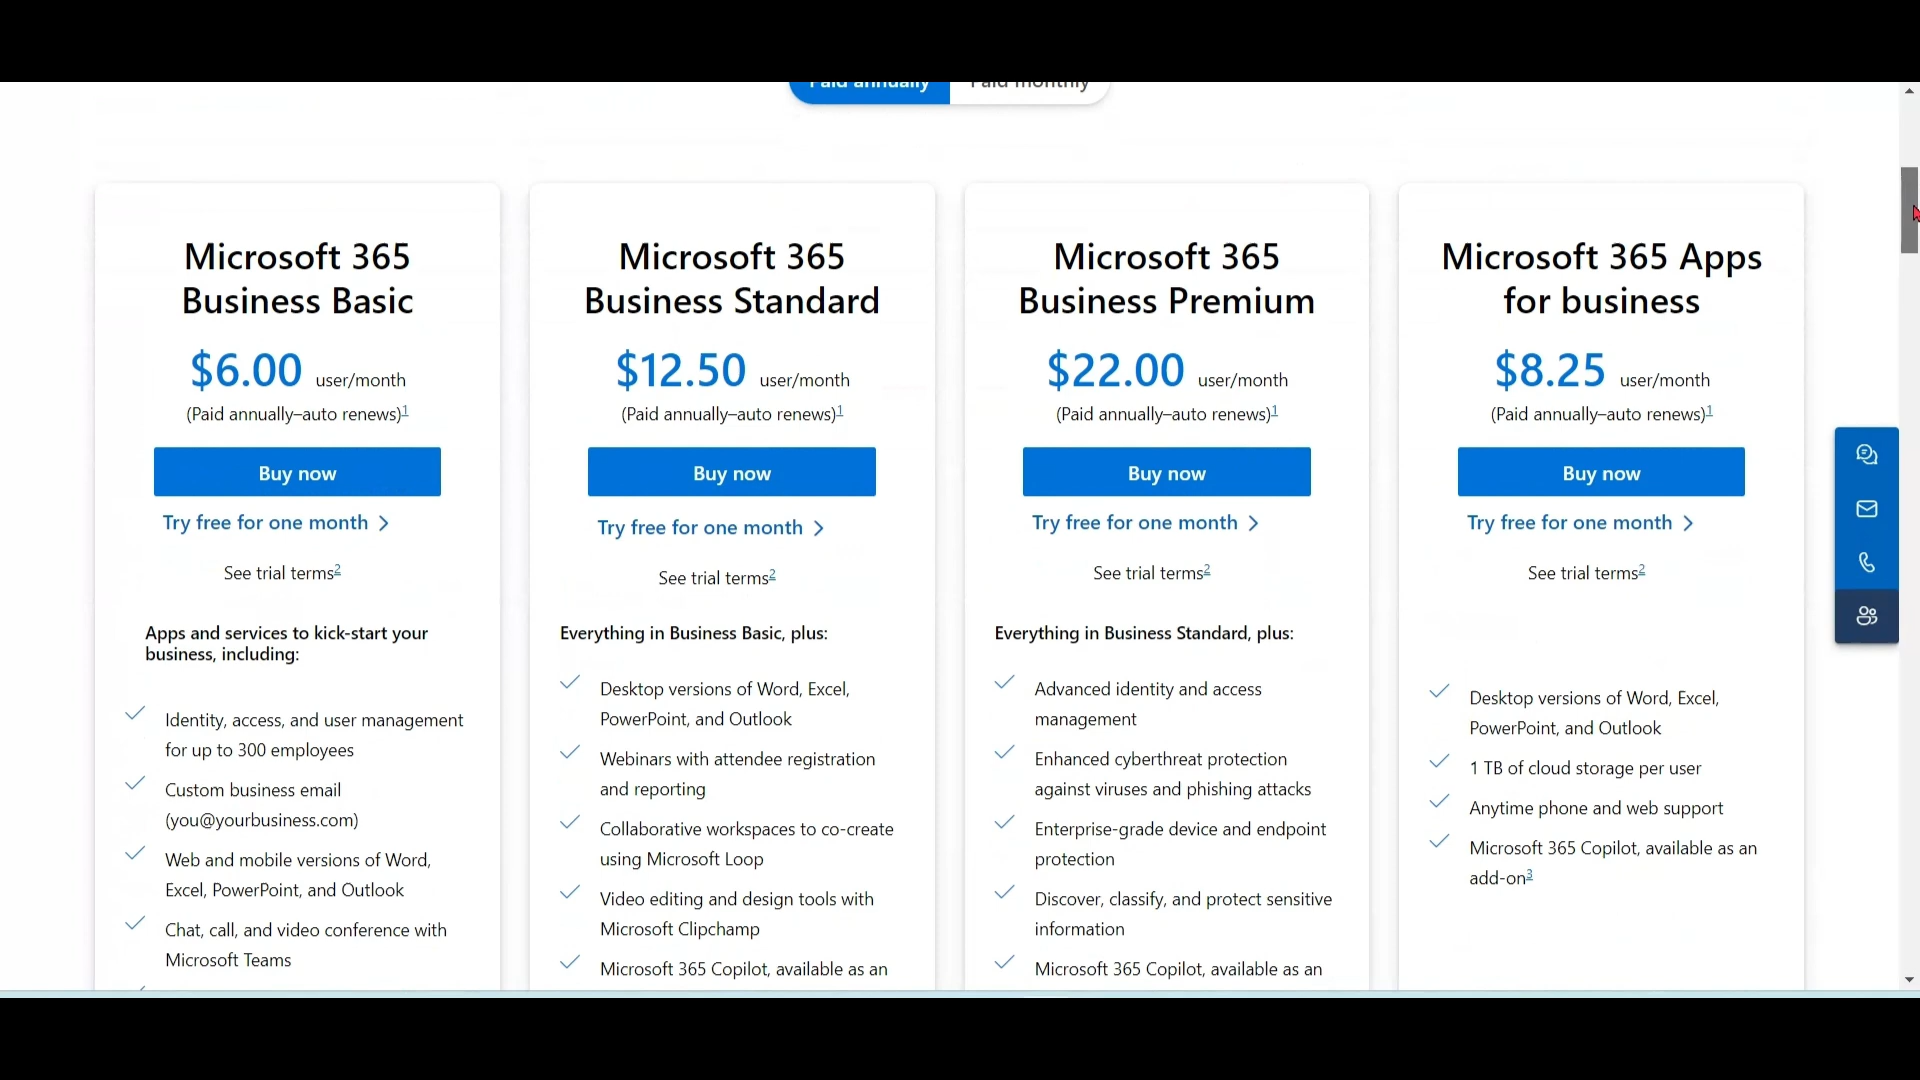 Paid annually Paid monthly
Microsoft 365
Business Basic
$6.00 user/month
(Paid annually–auto renews)1
Buy now
Try free for one month
See trial terms2
Apps and services to kick-start your
business, including:
Identity, access, and user management
for up to 300 employees
Custom business email
(you@yourbusiness.com)
Web and mobile versions of Word,
Excel, PowerPoint, and Outlook
Chat, call, and video conference with
Microsoft Teams
Microsoft 365
Business Standard
$12.50 user/month
(Paid annually–auto renews)1
Buy now
Try free for one month
See trial terms2
Everything in Business Basic, plus:
Desktop versions of Word, Excel,
PowerPoint, and Outlook
Webinars with attendee registration
and reporting
Collaborative workspaces to co-create
using Microsoft Loop
Video editing and design tools with
Microsoft Clipchamp
Microsoft 365 Copilot, available as an
Microsoft 365
Business Premium
$22.00 user/month
(Paid annually–auto renews)1
Buy now
Try free for one month
See trial terms2
Everything in Business Standard, plus:
Advanced identity and access
management
Enhanced cyberthreat protection
against viruses and phishing attacks
Enterprise-grade device and endpoint
protection
Discover, classify, and protect sensitive
information
Microsoft 365 Copilot, available as an
Microsoft 365 Apps
for business
$8.25 user/month
(Paid annually–auto renews)1
Buy now
Try free for one month
See trial terms2
Desktop versions of Word, Excel,
PowerPoint, and Outlook
1 TB of cloud storage per user
Anytime phone and web support
Microsoft 365 Copilot, available as an
add-on3